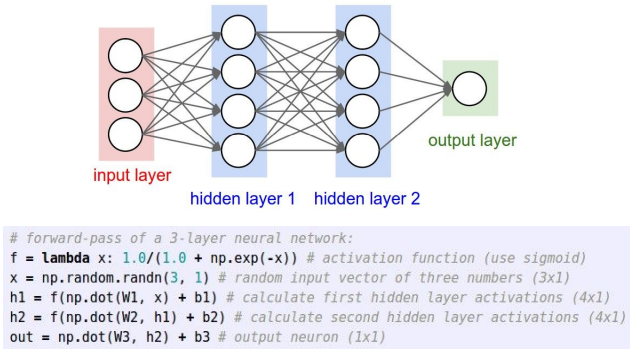 input layer
hidden layer 1
hidden layer 2
output layer
# forward-pass of a 3-layer neural network:
f = lambda x: 1.0/(1.0 + np.exp(-x)) # activation function (use sigmoid)
x = np.random.randn(3, 1) # random input vector of three numbers (3x1)
h1 = f(np.dot(W1, x) + b1) # calculate first hidden layer activations (4x1)
h2 = f(np.dot(W2, h1) + b2) # calculate second hidden layer activations (4x1)
out = np.dot(W3, h2) + b3 # output neuron (1x1)